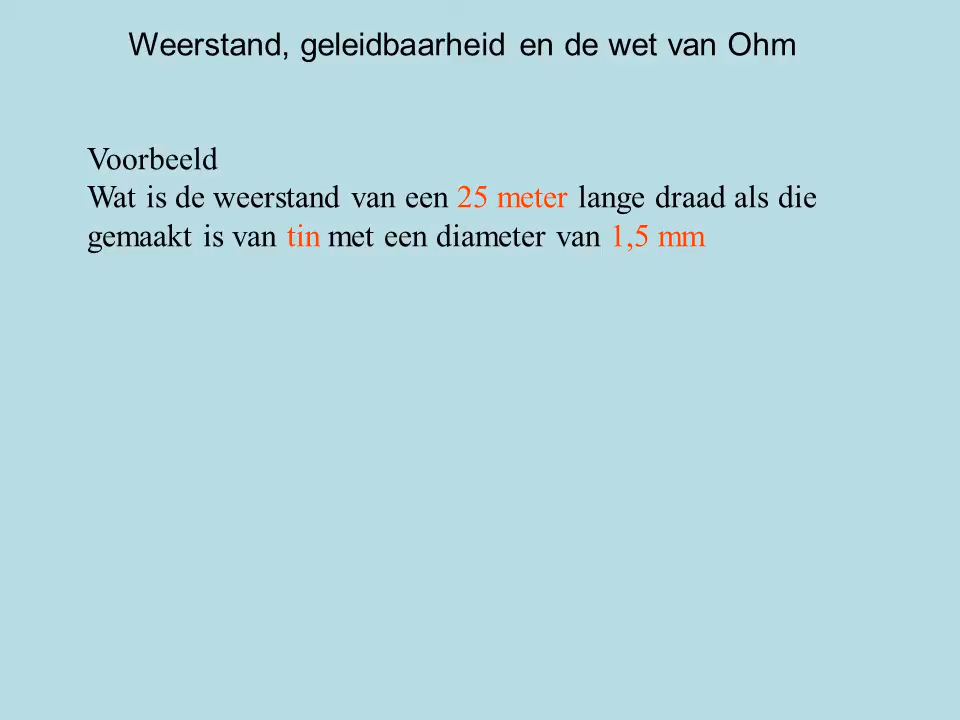 Weerstand, geleidbaarheid en de wet van Ohm
Voorbeeld
Wat is de weerstand van een 25 meter lange draad als die
gemaakt is van tin met een diameter van 1,5 mm